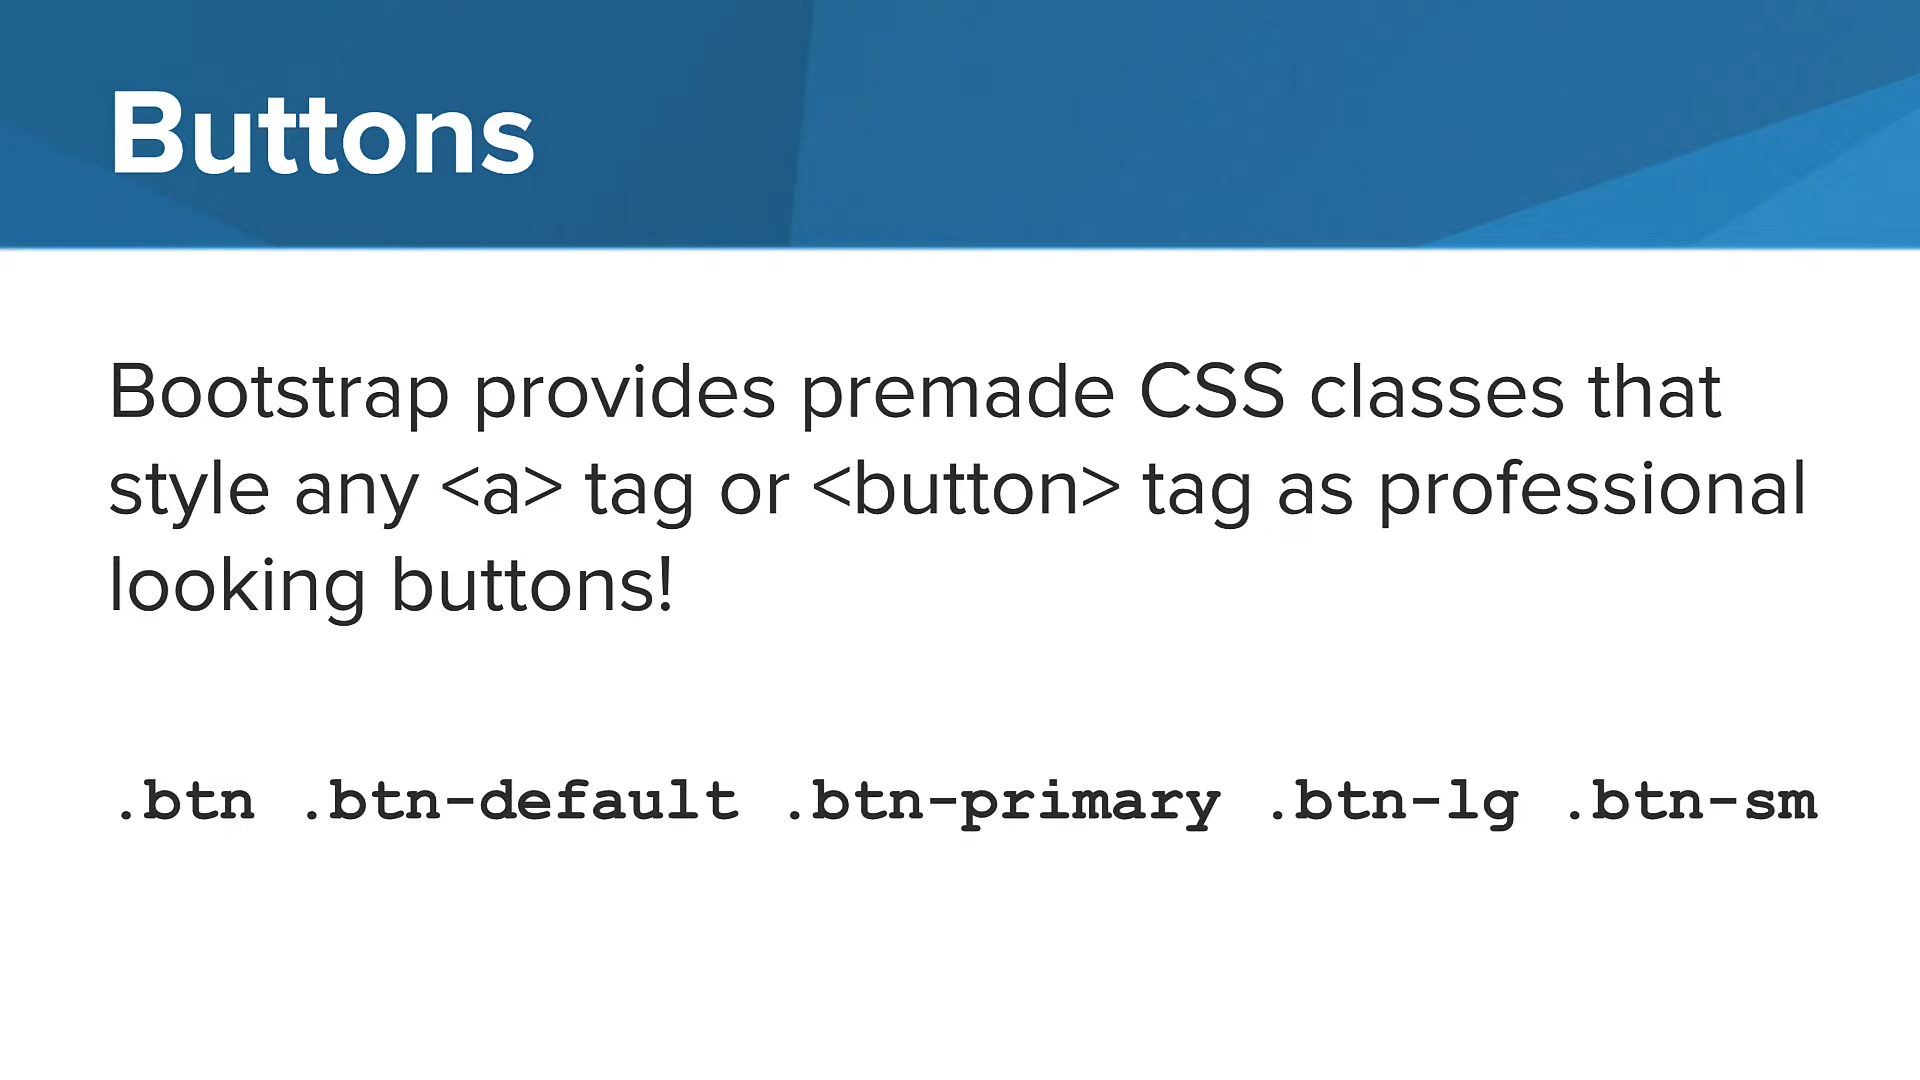 Buttons
Bootstrap provides premade CSS classes that
style any <a> tag or <button> tag as professional
looking buttons!
.btn .btn-default .btn-primary .btn-lg .btn-sm